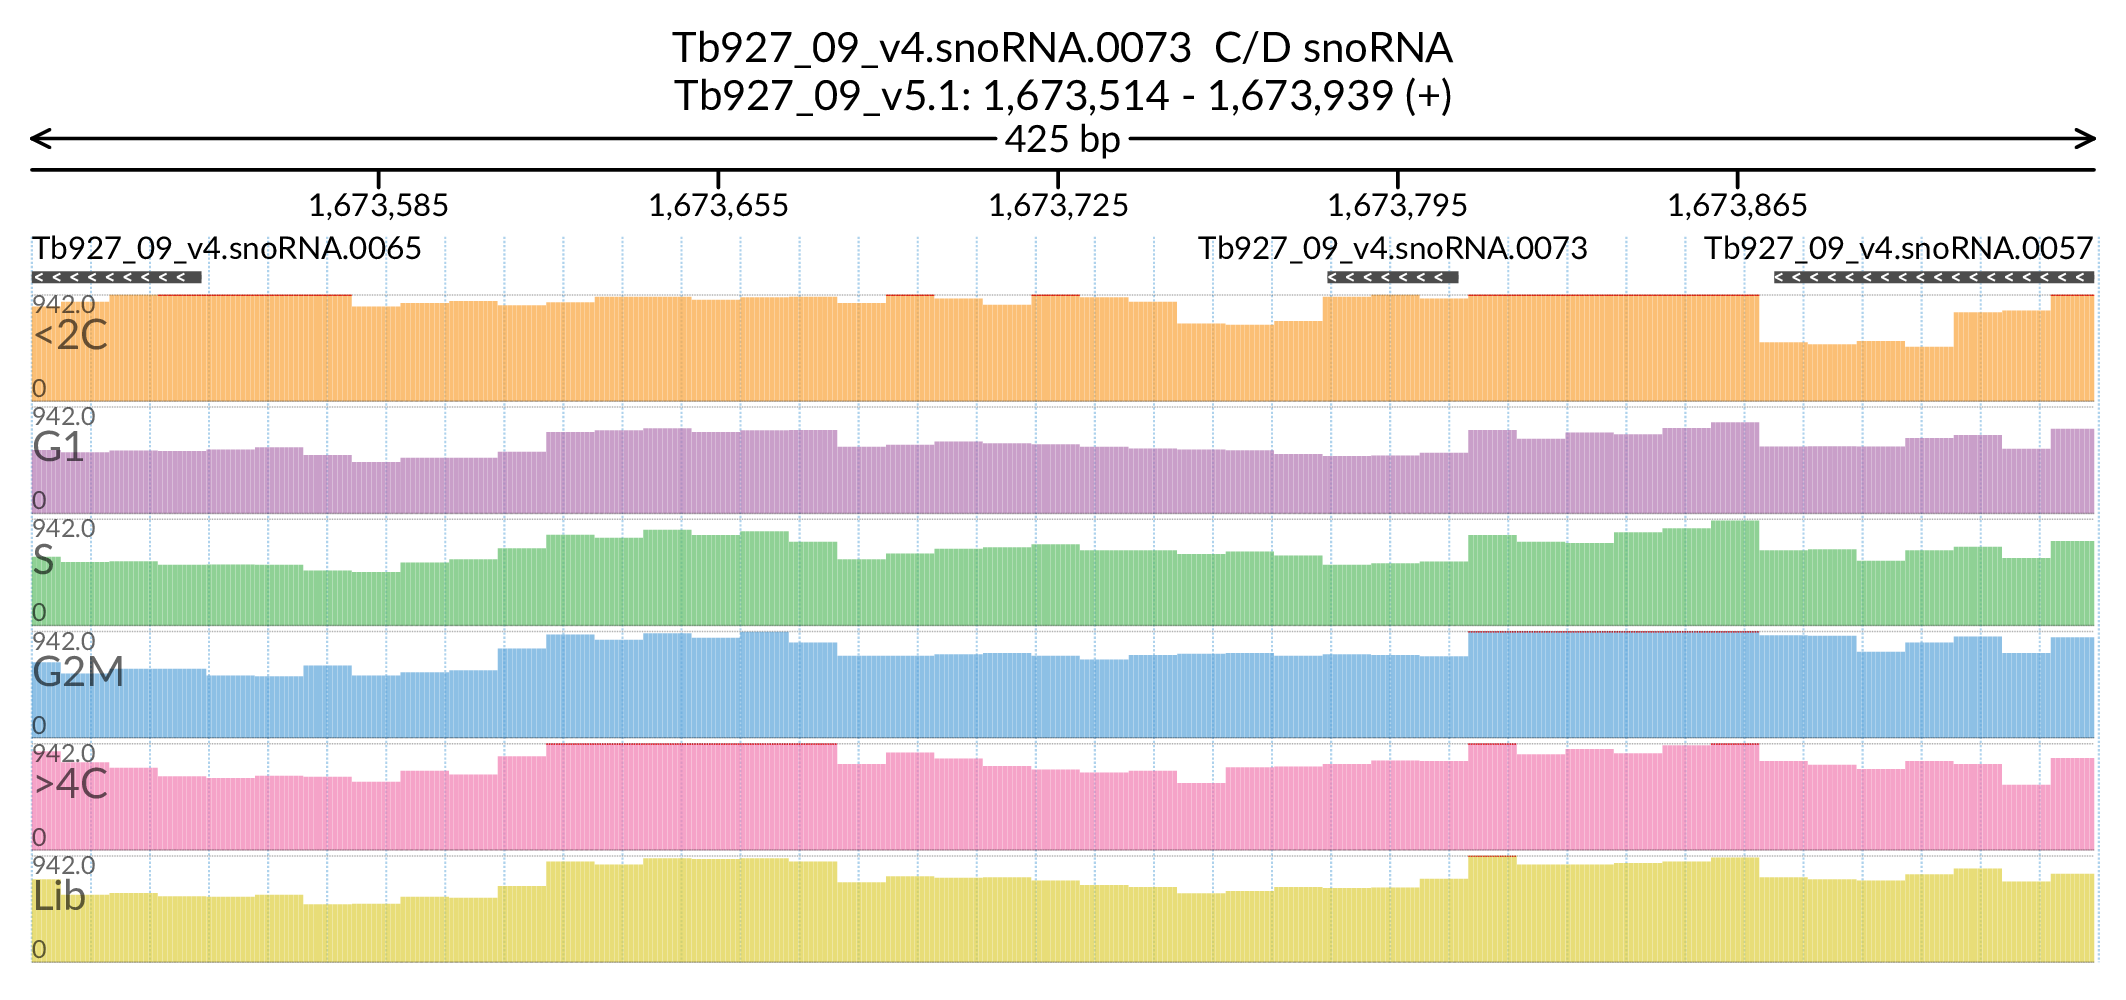 Tb927_09_v4.snoRNA.0073  C/D snoRNA
Tb927_09_v5.1: 1,673,514 - 1,673,939 (+)
425 bp
1,673,585 1,673,655 1,673,725 1,673,795 1,673,865
Tb927_09_v4.snoRNA.0065 Tb927_09_v4.snoRNA.0073 Tb927_09_v4.snoRNA.0057
942.0
<2C
0
942.0
G1
0
942.0
S
0
942.0
G2M
0
942.0
>4C
0
942.0
Lib
0